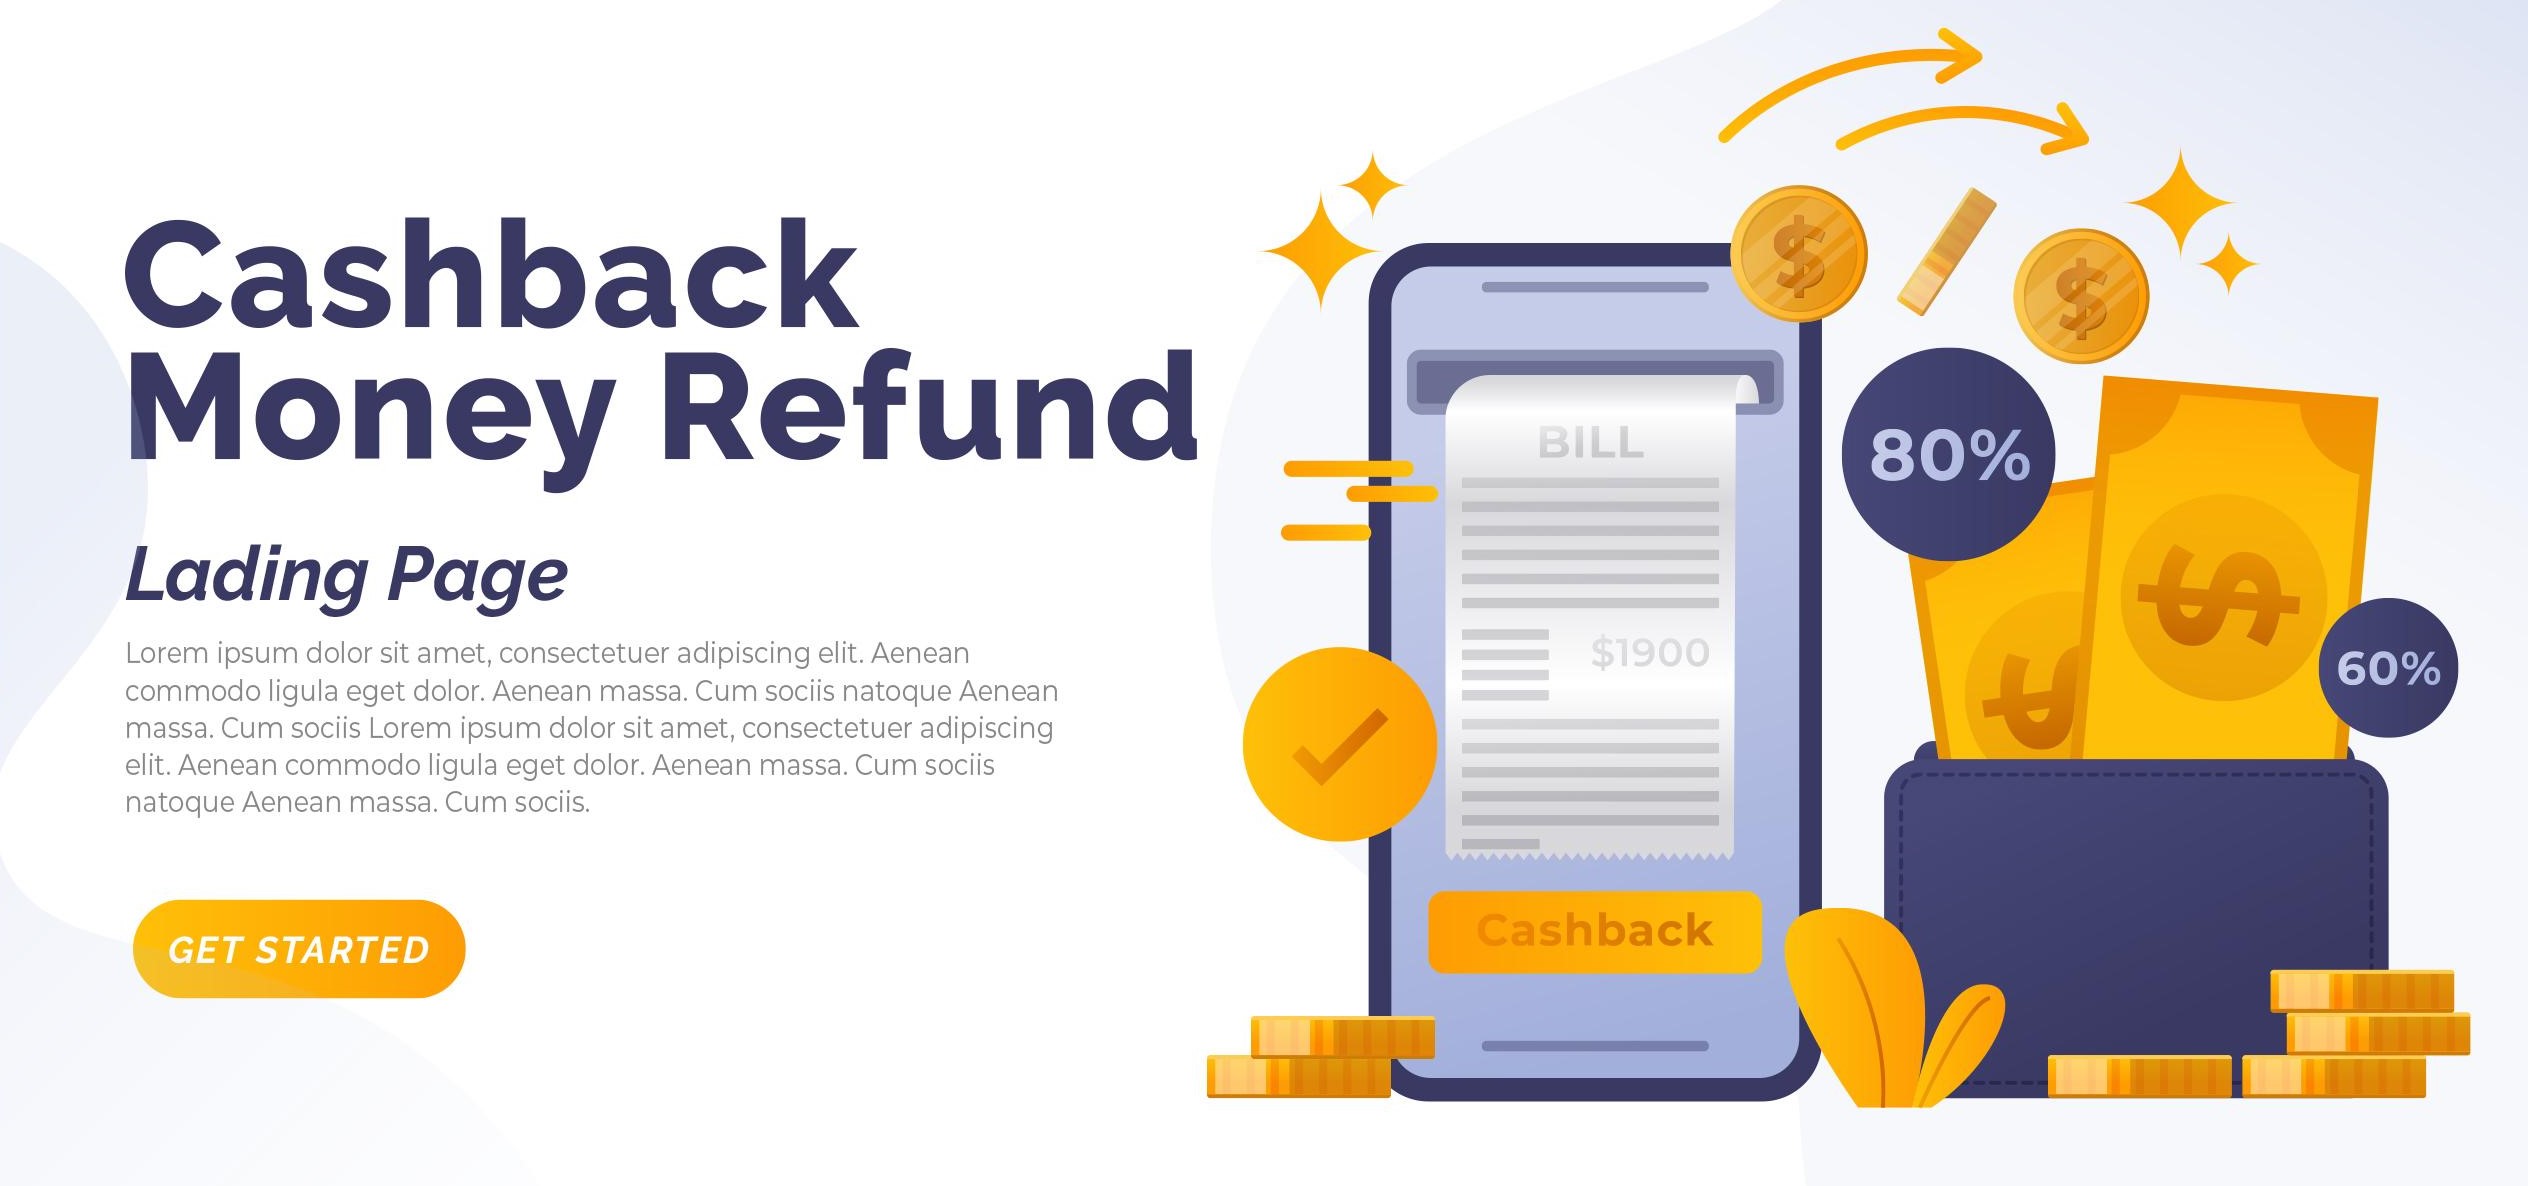 Cashback
Money Refund
Lading Page
Lorem ipsum dolor sit amet, consectetuer adipiscing elit. Aenean
commodo ligula eget dolor. Aenean massa. Cum sociis natoque Aenean
massa. Cum sociis Lorem ipsum dolor sit amet, consectetuer adipiscing
elit. Aenean commodo ligula eget dolor. Aenean massa. Cum sociis
natoque Aenean massa. Cum sociis.
GET STARTED
BILL
$1900
Cashback
$
$
80%
$
$
60%